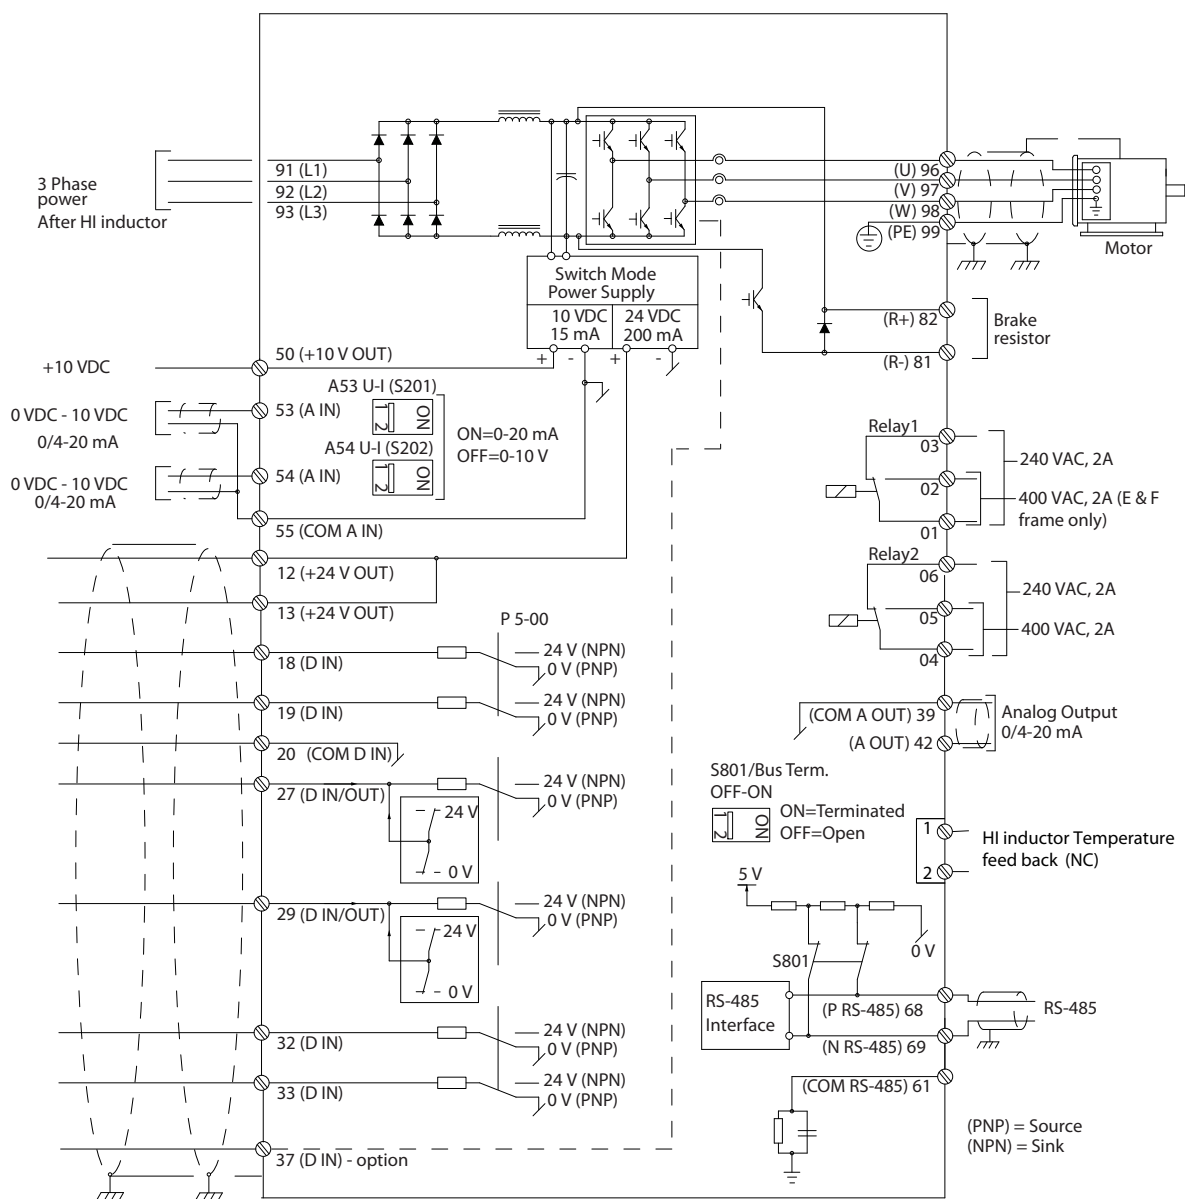 3 Phase
power
After HI inductor
91 (L1)
92 (L2)
93 (L3)
(U) 96
(V) 97
(W) 98
(PE) 99
Motor
Switch Mode
Power Supply
10 VDC
15 mA
24 VDC
200 mA
+ - + -
(R+) 82
(R-) 81
Brake
resistor
+10 VDC
50 (+10 V OUT)
0 VDC - 10 VDC
0/4-20 mA
53 (A IN)
A53 U-I (S201)
1 2
ON
A54 U-I (S202)
1 2
ON
ON=0-20 mA
OFF=0-10 V
0 VDC - 10 VDC
0/4-20 mA
54 (A IN)
55 (COM A IN)
12 (+24 V OUT)
13 (+24 V OUT)
Relay1
03
02
01
240 VAC, 2A
400 VAC, 2A (E & F
frame only)
Relay2
06
05
04
240 VAC, 2A
400 VAC, 2A
P 5-00
18 (D IN)
24 V (NPN)
0 V (PNP)
19 (D IN)
24 V (NPN)
0 V (PNP)
20 (COM D IN)
27 (D IN/OUT)
24 V (NPN)
0 V (PNP)
24 V
0 V
29 (D IN/OUT)
24 V (NPN)
0 V (PNP)
24 V
0 V
32 (D IN)
24 V (NPN)
0 V (PNP)
33 (D IN)
24 V (NPN)
0 V (PNP)
37 (D IN) - option
(COM A OUT) 39
(A OUT) 42
Analog Output
0/4-20 mA
S801/Bus Term.
OFF-ON
1 2
ON
ON=Terminated
OFF=Open
1
2
HI inductor Temperature
feed back (NC)
5 V
0 V
S801
RS-485
Interface
(P RS-485) 68
(N RS-485) 69
RS-485
(COM RS-485) 61
(PNP) = Source
(NPN) = Sink